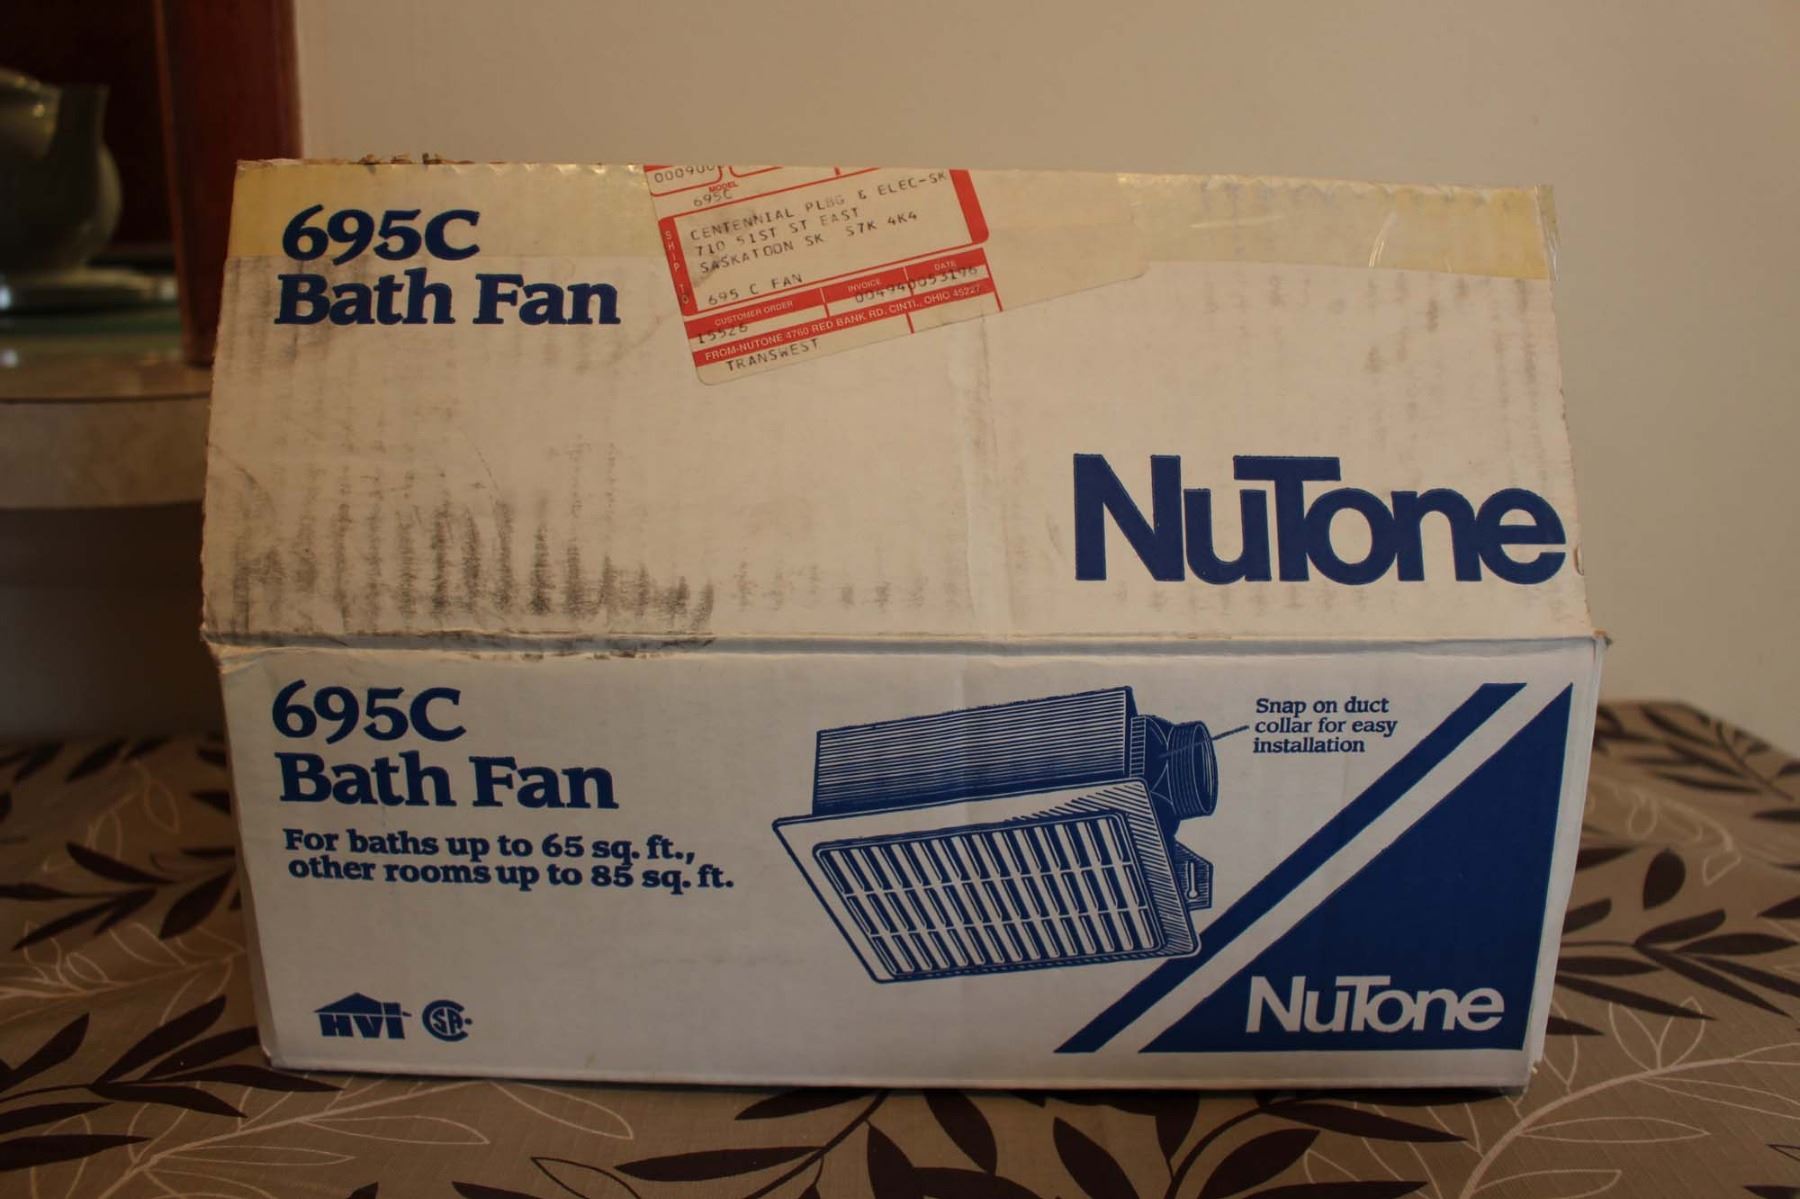 695C
Bath Fan
MODEL
695C
SHIP TO
CENTENNIAL PLBG & ELEC-SK
710 51ST ST EAST
SASKATOON SK S7K 4K4
695 C FAN
CUSTOMER ORDER INVOICE DATE
15526
FROM-NUTONE 4760 RED BANK RD. CINTI., OHIO 45227
TRANSWEST
NuTone
695C
Bath Fan
For baths up to 65 sq. ft.,
other rooms up to 85 sq. ft.
Snap on duct
collar for easy
installation
HVI
CSA
NuTone